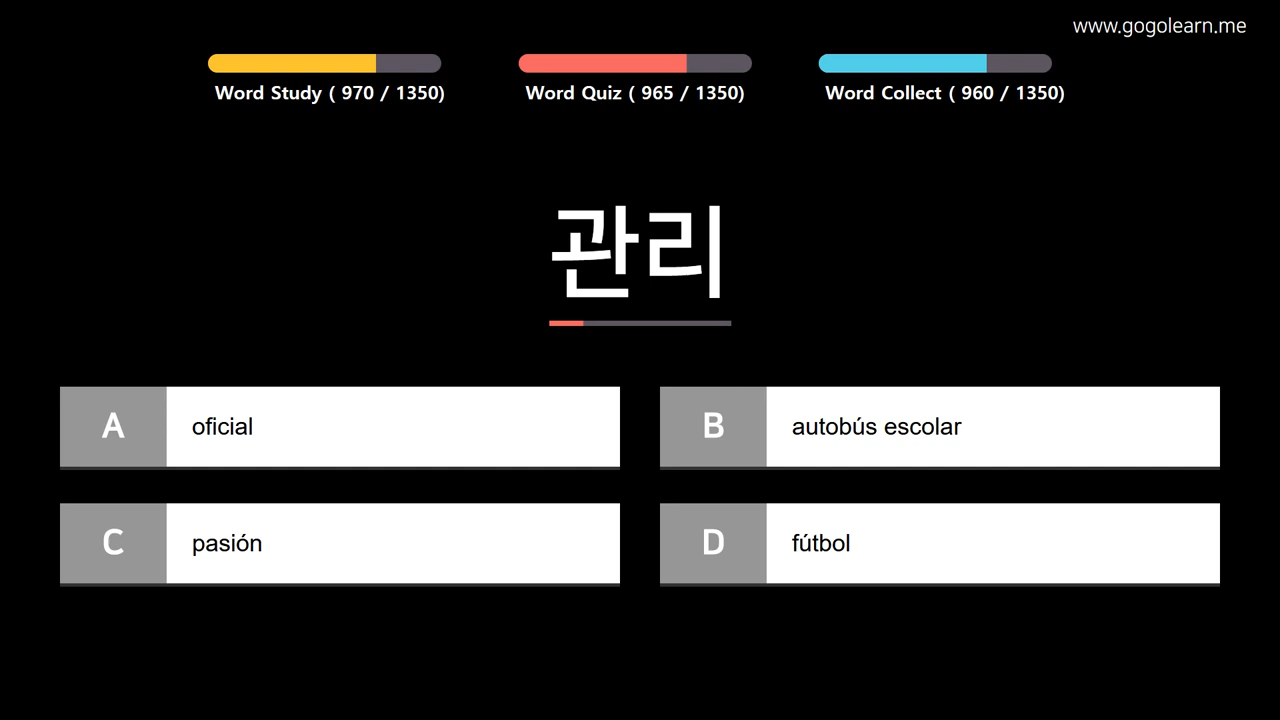 www.gogolearn.me
Word Study ( 970 / 1350)
Word Quiz ( 965 / 1350)
Word Collect ( 960 / 1350)
관리
A oficial
B autobús escolar
C pasión
D fútbol